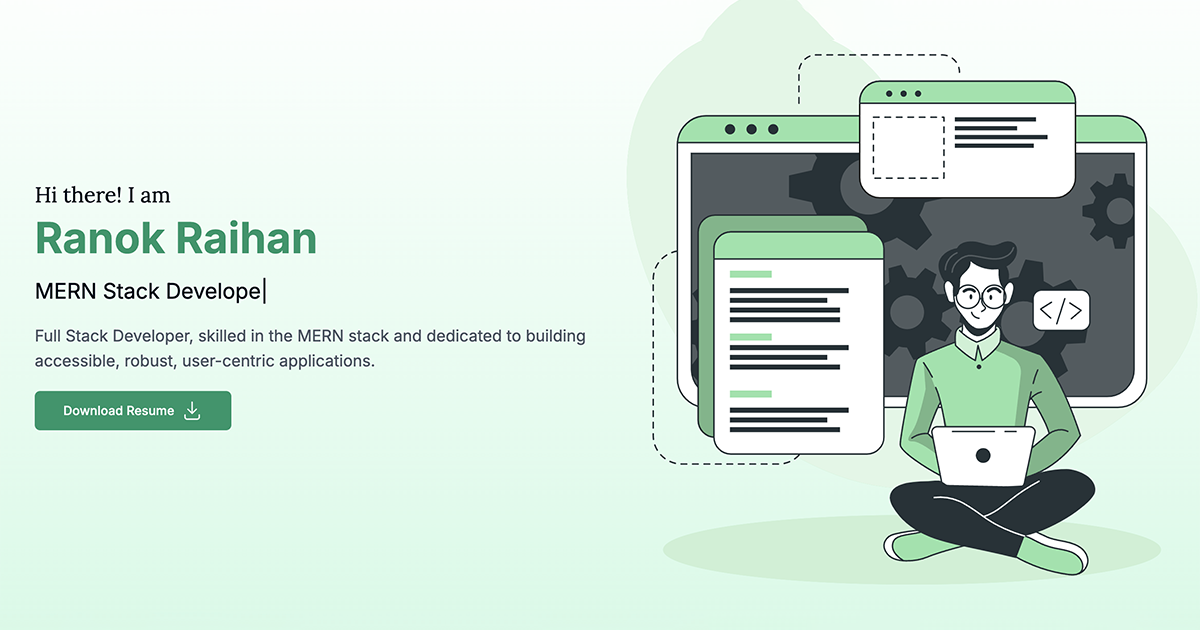 Hi there! I am
Ranok Raihan
MERN Stack Develope|
Full Stack Developer, skilled in the MERN stack and dedicated to building
accessible, robust, user-centric applications.
Download Resume
</>